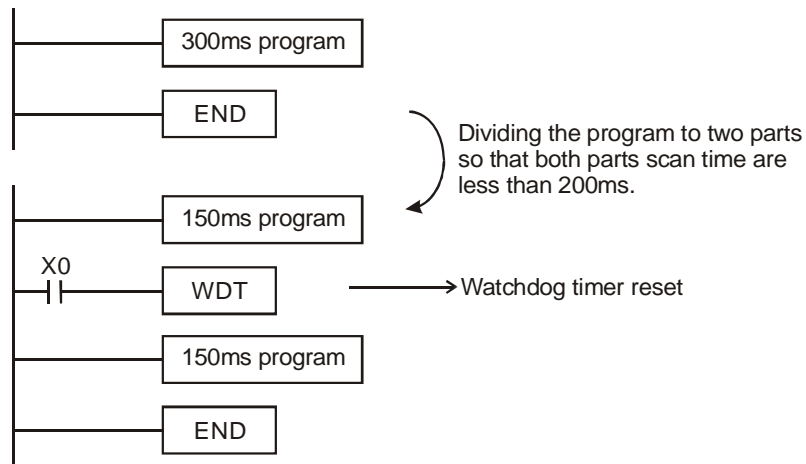 300ms program
END
Dividing the program to two parts
so that both parts scan time are
less than 200ms.
150ms program
X0
WDT
Watchdog timer reset
150ms program
END